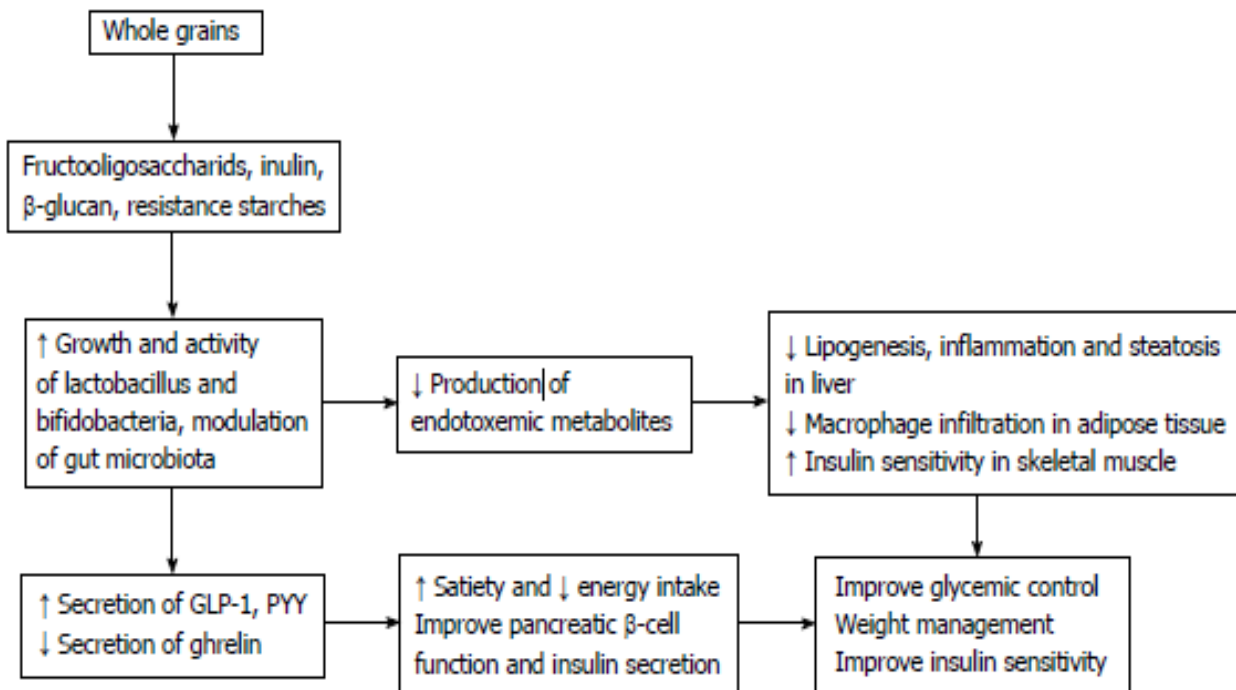 Whole grains
Fructooligosaccharids, inulin,
β-glucan, resistance starches
↑ Growth and activity
of lactobacillus and
bifidobacteria, modulation
of gut microbiota
↓ Production of
endotoxemic metabolites
↓ Lipogenesis, inflammation and steatosis
in liver
↓ Macrophage infiltration in adipose tissue
↑ Insulin sensitivity in skeletal muscle
↑ Secretion of GLP-1, PYY
↓ Secretion of ghrelin
↑ Satiety and ↓ energy intake
Improve pancreatic β-cell
function and insulin secretion
Improve glycemic control
Weight management
Improve insulin sensitivity